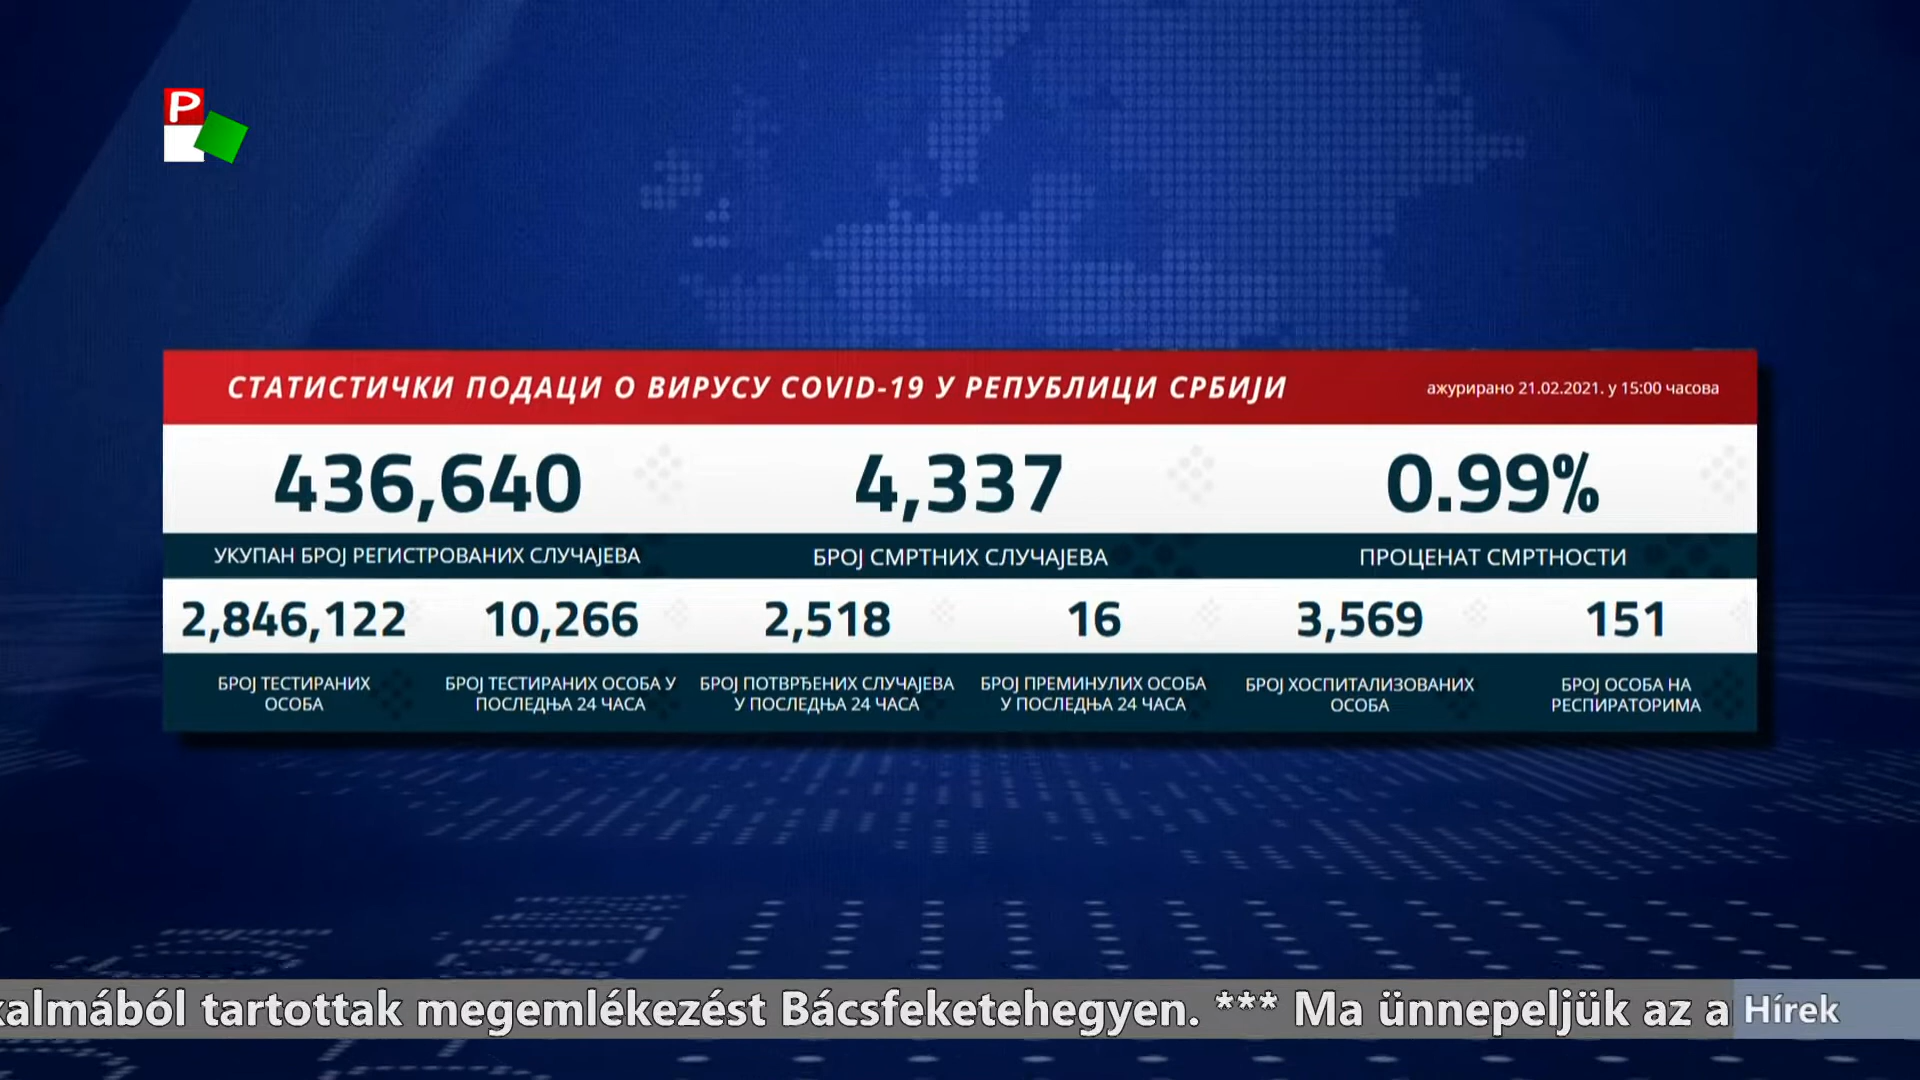 P
СТАТИСТИЧКИ ПОДАЦИ О ВИРУСУ COVID-19 У РЕПУБЛИЦИ СРБИЈИ
ажурирано 21.02.2021. у 15:00 часова
436,640
4,337
0.99%
УКУПАН БРОЈ РЕГИСТРОВАНИХ СЛУЧАЈЕВА
БРОЈ СМРТНИХ СЛУЧАЈЕВА
ПРОЦЕНАТ СМРТНОСТИ
2,846,122
10,266
2,518
16
3,569
151
БРОЈ ТЕСТИРАНИХ
ОСОБА
БРОЈ ТЕСТИРАНИХ ОСОБА У
ПОСЛЕДЊА 24 ЧАСА
БРОЈ ПОТВРЂЕНИХ СЛУЧАЈЕВА
У ПОСЛЕДЊА 24 ЧАСА
БРОЈ ПРЕМИНУЛИХ ОСОБА
У ПОСЛЕДЊА 24 ЧАСА
БРОЈ ХОСПИТАЛИЗОВАНИХ
ОСОБА
БРОЈ ОСОБА НА
РЕСПИРАТОРИМА
kalmából tartottak megemlékezést Bácsfeketehegyen. *** Ma ünnepeljük az a
Hírek